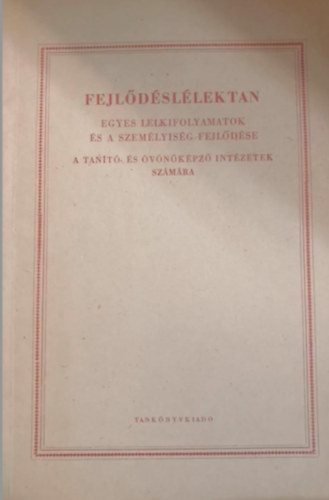 FEJLŐDÉSLÉLEKTAN
EGYES LELKIFOLYAMATOK
ÉS A SZEMÉLYISÉG-FEJLŐDÉSE
A TANÍTÓ- ÉS ÓVÓNŐKÉPZŐ INTÉZETEK
SZÁMÁRA
TANKÖNYVKIADÓ